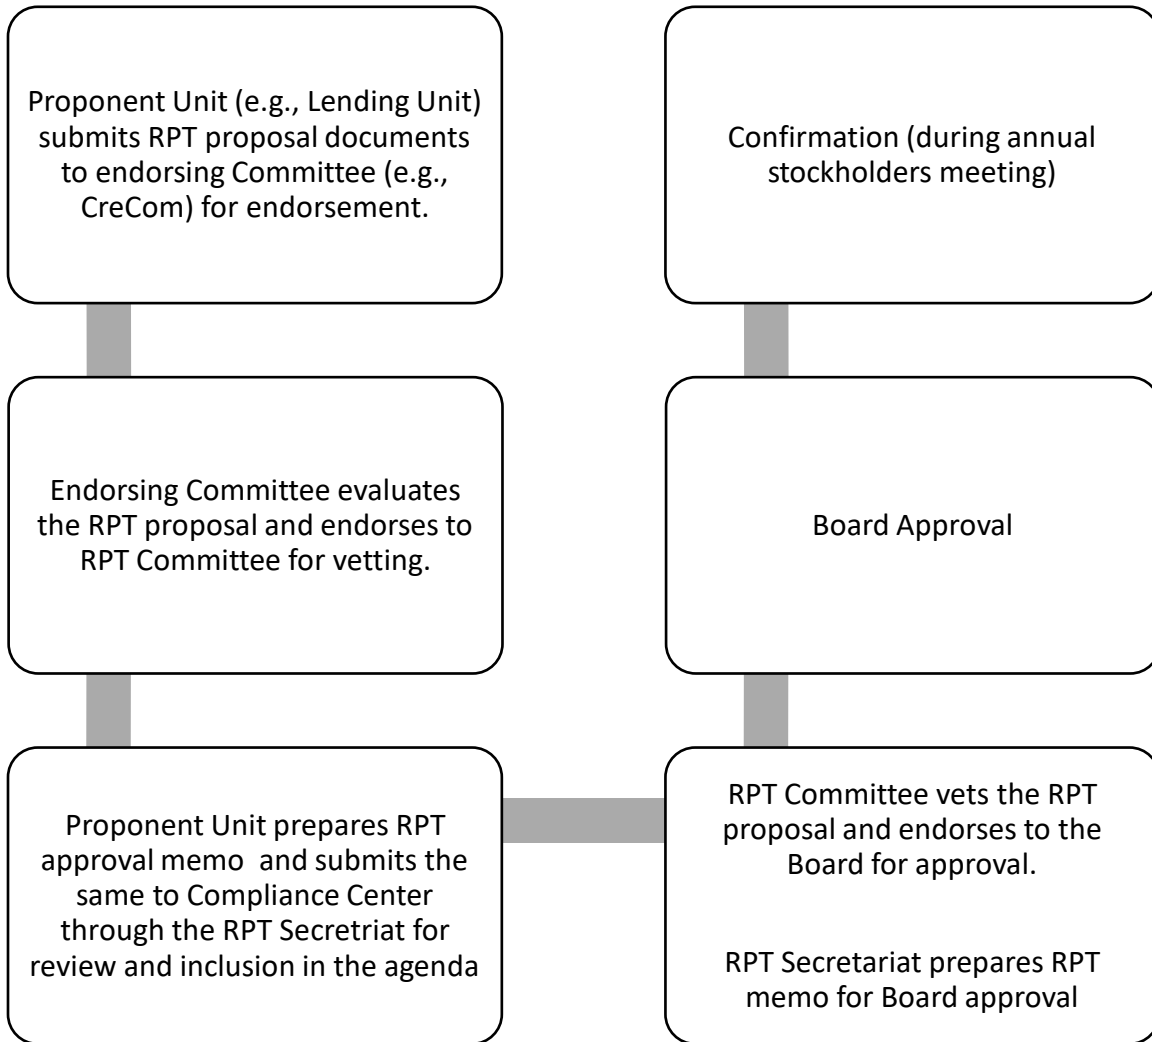 Proponent Unit (e.g., Lending Unit)
submits RPT proposal documents
to endorsing Committee (e.g.,
CreCom) for endorsement.
Endorsing Committee evaluates
the RPT proposal and endorses to
RPT Committee for vetting.
Proponent Unit prepares RPT
approval memo  and submits the
same to Compliance Center
through the RPT Secretriat for
review and inclusion in the agenda
RPT Committee vets the RPT
proposal and endorses to the
Board for approval.
RPT Secretariat prepares RPT
memo for Board approval
Board Approval
Confirmation (during annual
stockholders meeting)